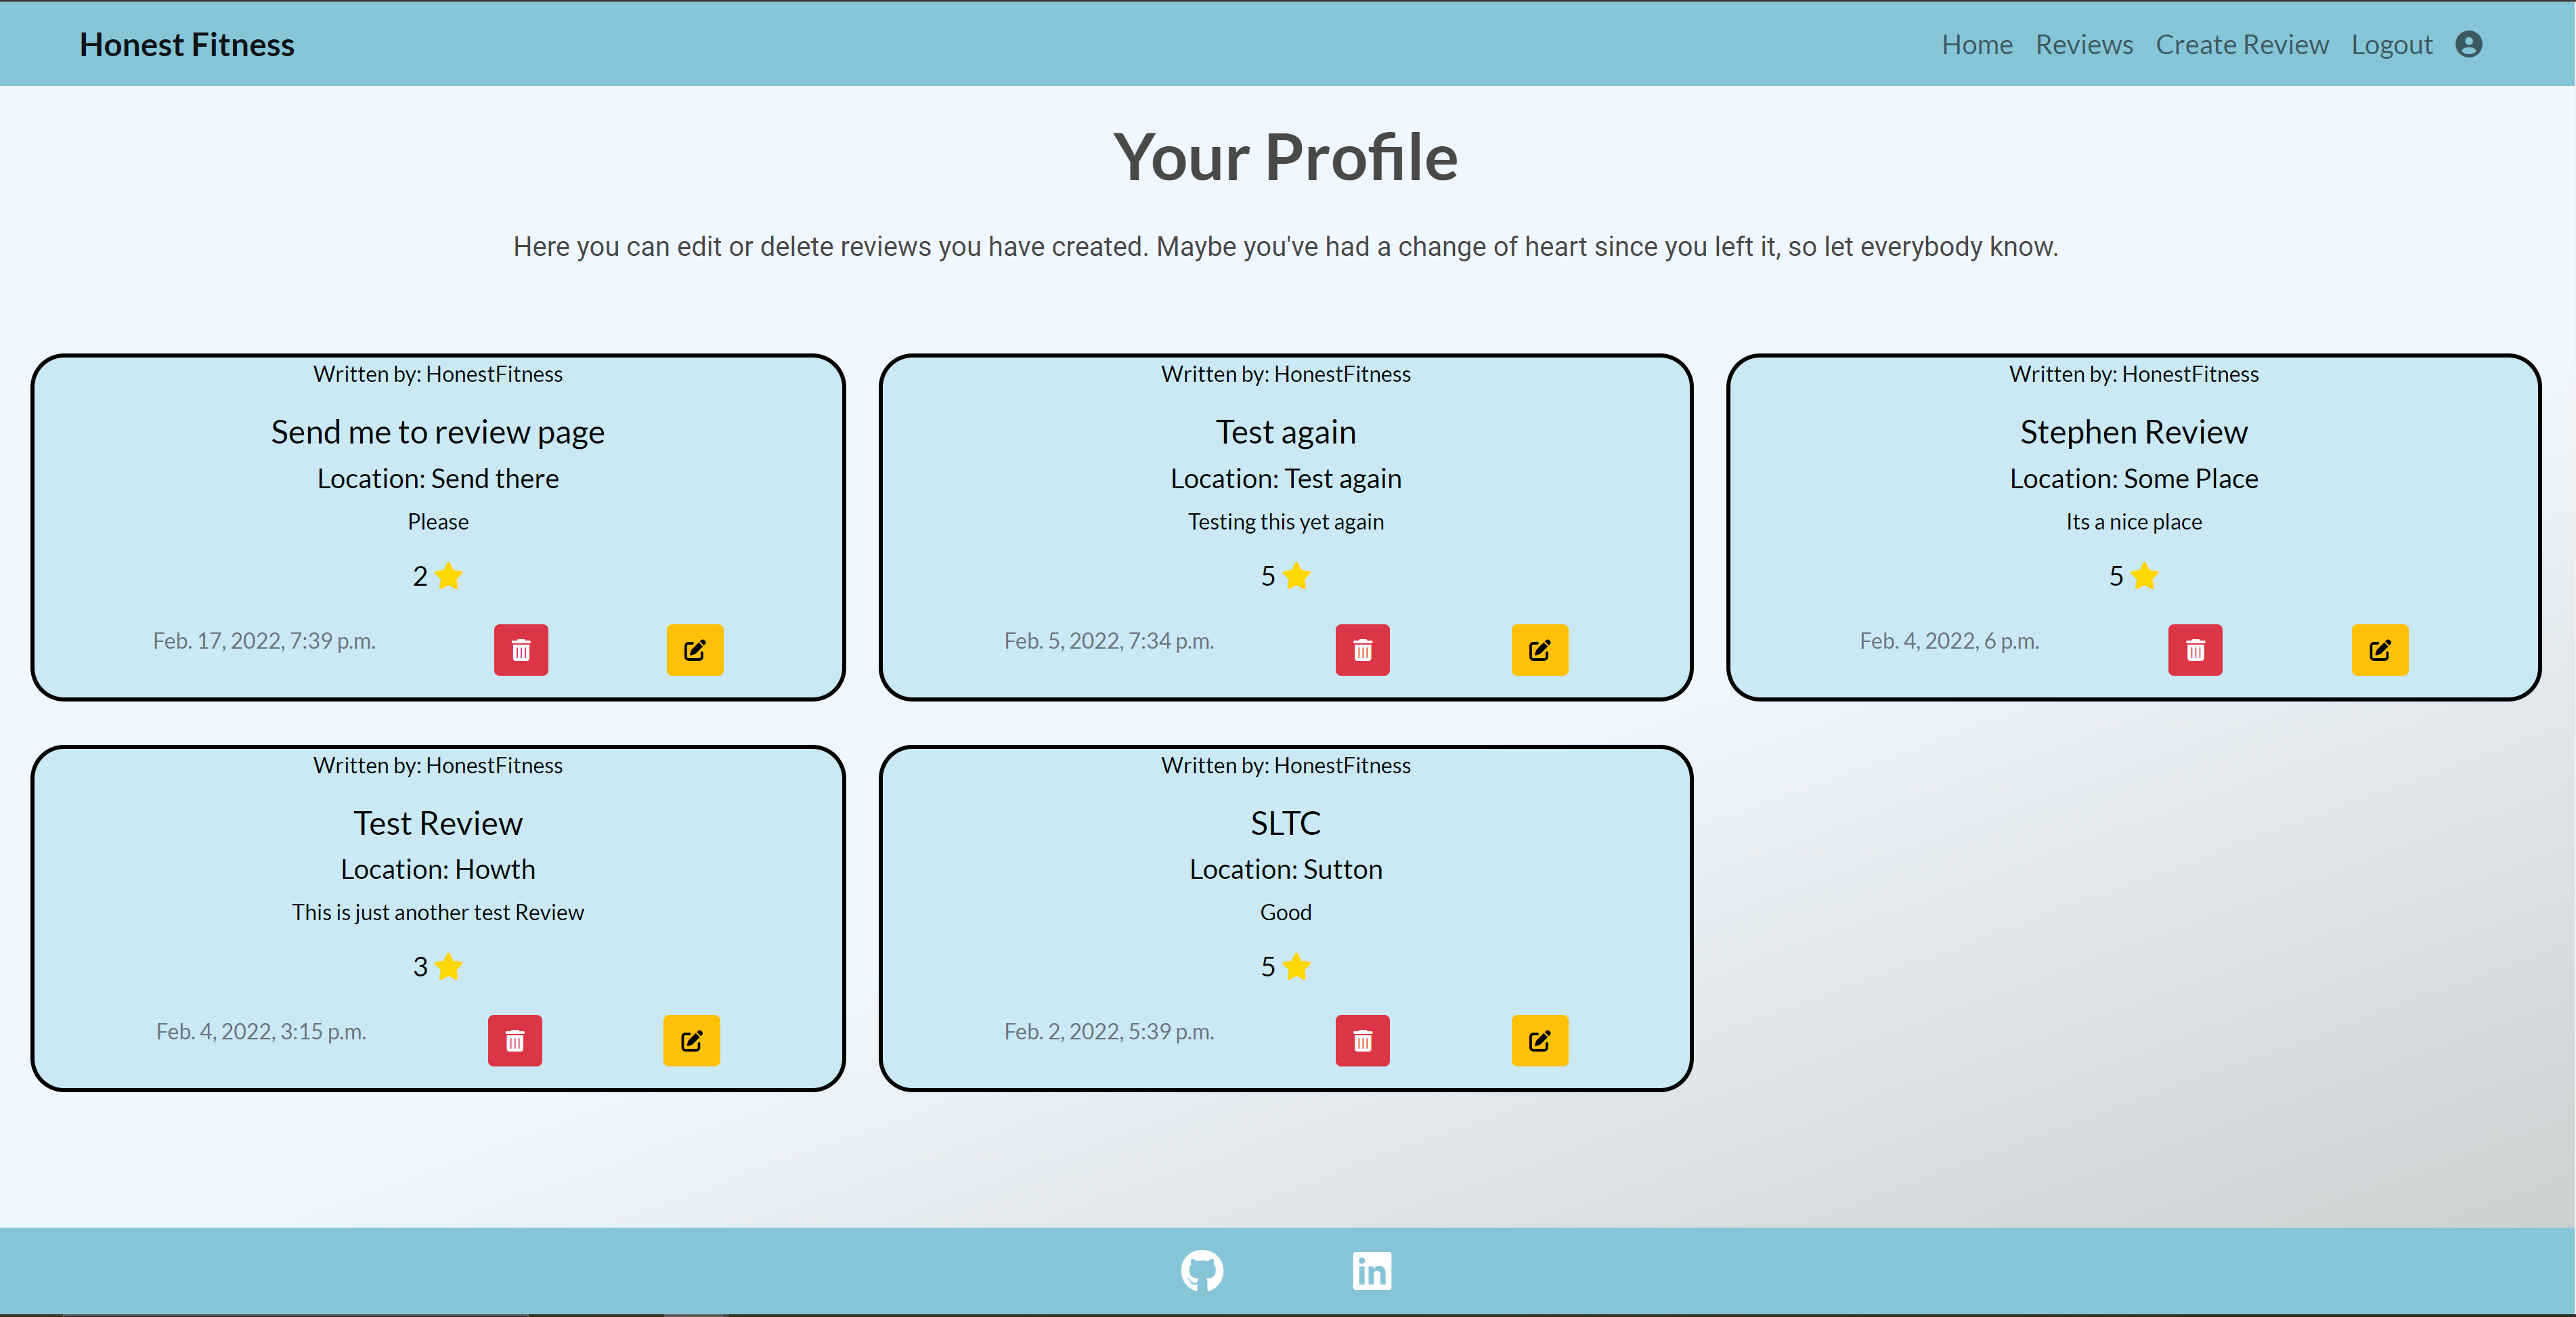 Honest Fitness
Home Reviews Create Review Logout
Your Profile
Here you can edit or delete reviews you have created. Maybe you've had a change of heart since you left it, so let everybody know.
Written by: HonestFitness
Send me to review page
Location: Send there
Please
2
Feb. 17, 2022, 7:39 p.m.
Written by: HonestFitness
Test again
Location: Test again
Testing this yet again
5
Feb. 5, 2022, 7:34 p.m.
Written by: HonestFitness
Stephen Review
Location: Some Place
Its a nice place
5
Feb. 4, 2022, 6 p.m.
Written by: HonestFitness
Test Review
Location: Howth
This is just another test Review
3
Feb. 4, 2022, 3:15 p.m.
Written by: HonestFitness
SLTC
Location: Sutton
Good
5
Feb. 2, 2022, 5:39 p.m.
in